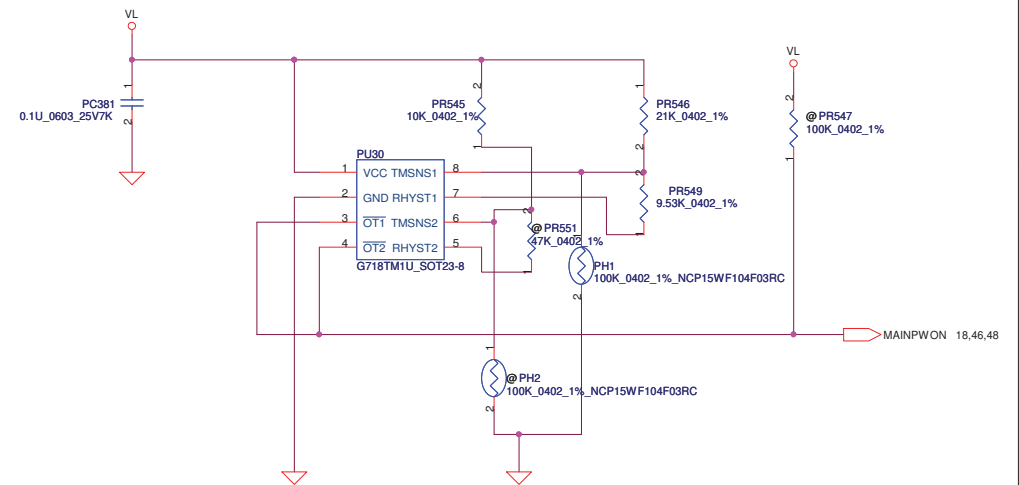 VL
PC381
0.1U_0603_25V7K
1
2
PR545
10K_0402_1%
2
1
PR546
21K_0402_1%
1
2
VL
@PR547
100K_0402_1%
2
1
PU30
1 VCC TMSNS1 8
2 GND RHYST1 7
3 OT1 TMSNS2 6
4 OT2 RHYST2 5
G718TM1U_SOT23-8
PR549
9.53K_0402_1%
2
1
@PR551
47K_0402_1%
2
1
PH1
100K_0402_1%_NCP15WF104F03RC
1
2
MAINPWON 18,46,48
@PH2
100K_0402_1%_NCP15WF104F03RC
1
2